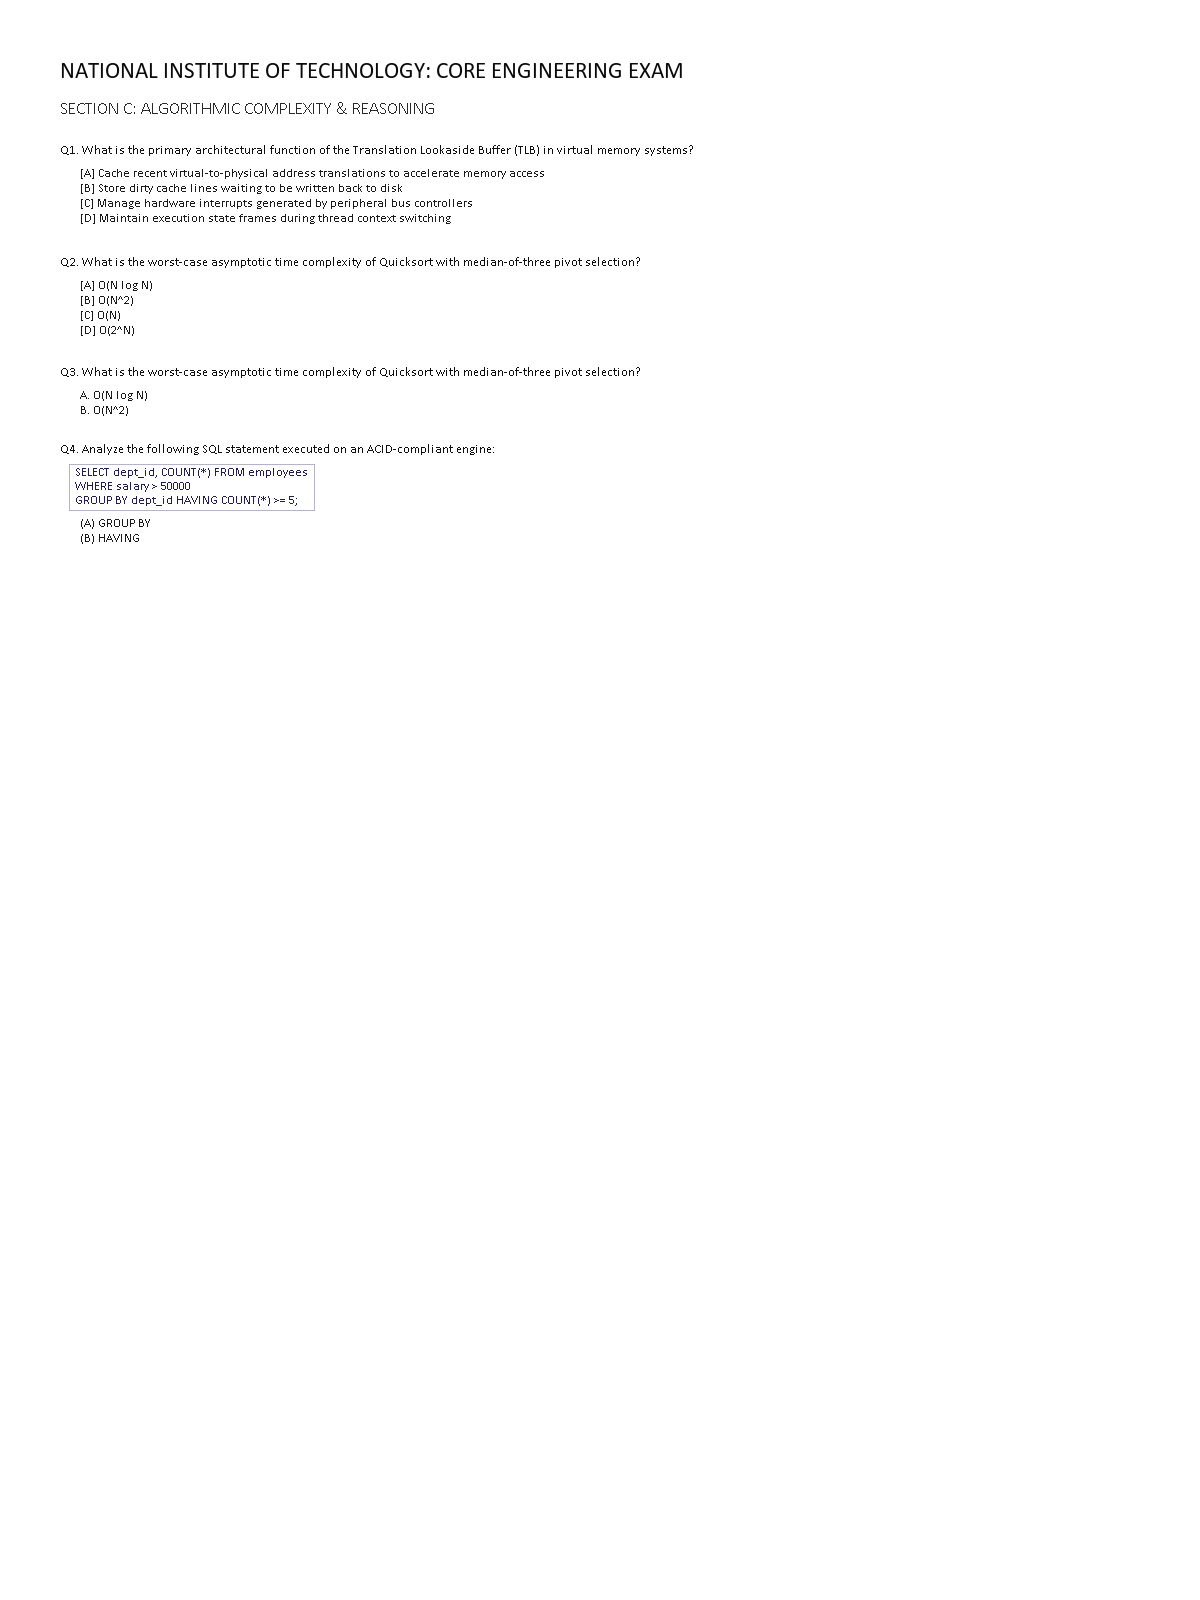 NATIONAL INSTITUTE OF TECHNOLOGY: CORE ENGINEERING EXAM
SECTION C: ALGORITHMIC COMPLEXITY & REASONING
Q1. What is the primary architectural function of the Translation Lookaside Buffer (TLB) in virtual memory systems?
[A] Cache recent virtual-to-physical address translations to accelerate memory access
[B] Store dirty cache lines waiting to be written back to disk
[C] Manage hardware interrupts generated by peripheral bus controllers
[D] Maintain execution state frames during thread context switching
Q2. What is the worst-case asymptotic time complexity of Quicksort with median-of-three pivot selection?
[A] O(N log N)
[B] O(N^2)
[C] O(N)
[D] O(2^N)
Q3. What is the worst-case asymptotic time complexity of Quicksort with median-of-three pivot selection?
A. O(N log N)
B. O(N^2)
Q4. Analyze the following SQL statement executed on an ACID-compliant engine:
SELECT dept_id, COUNT(*) FROM employees
WHERE salary > 50000
GROUP BY dept_id HAVING COUNT(*) >= 5;
(A) GROUP BY
(B) HAVING